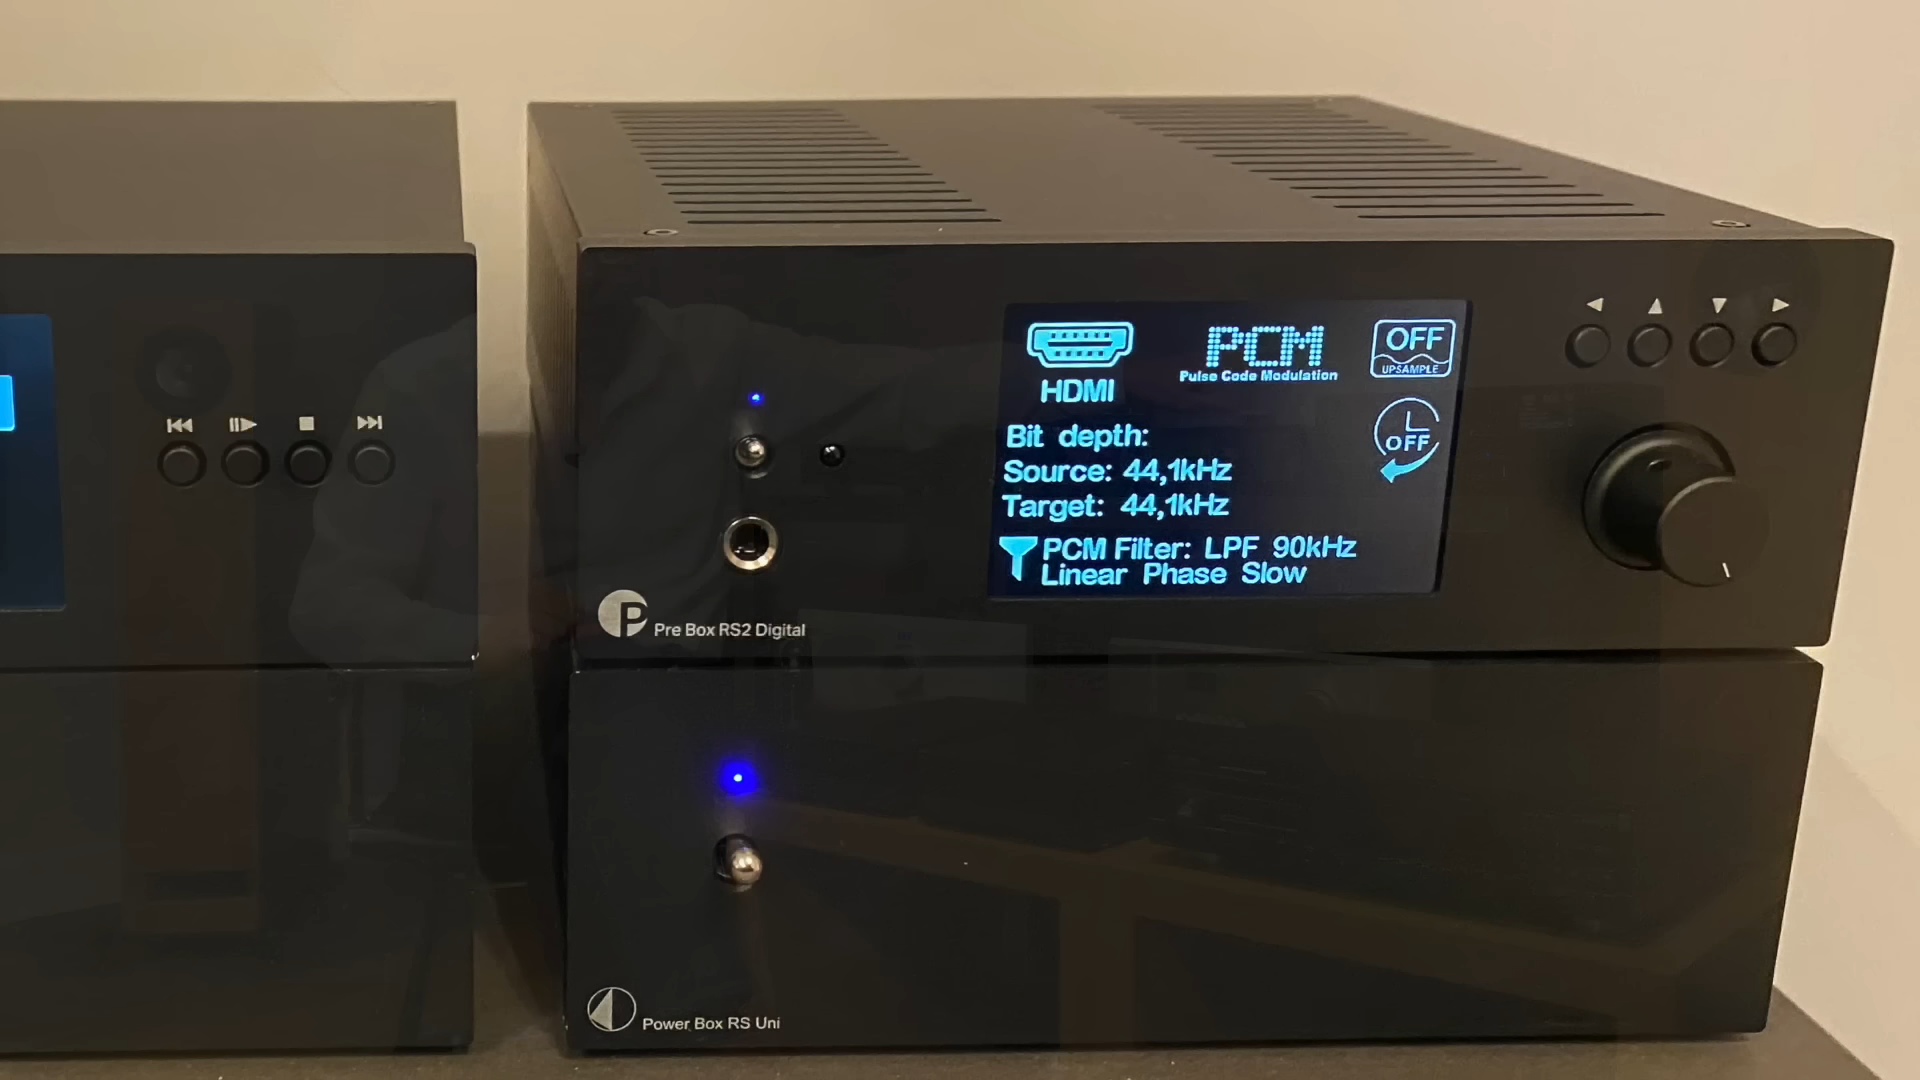 HDMI
PCM
Pulse Code Modulation
OFF
UPSAMPLE
OFF
Bit depth:
Source: 44,1kHz
Target: 44,1kHz
PCM Filter: LPF 90kHz
Linear Phase Slow
P Pre Box RS2 Digital
Power Box RS Uni